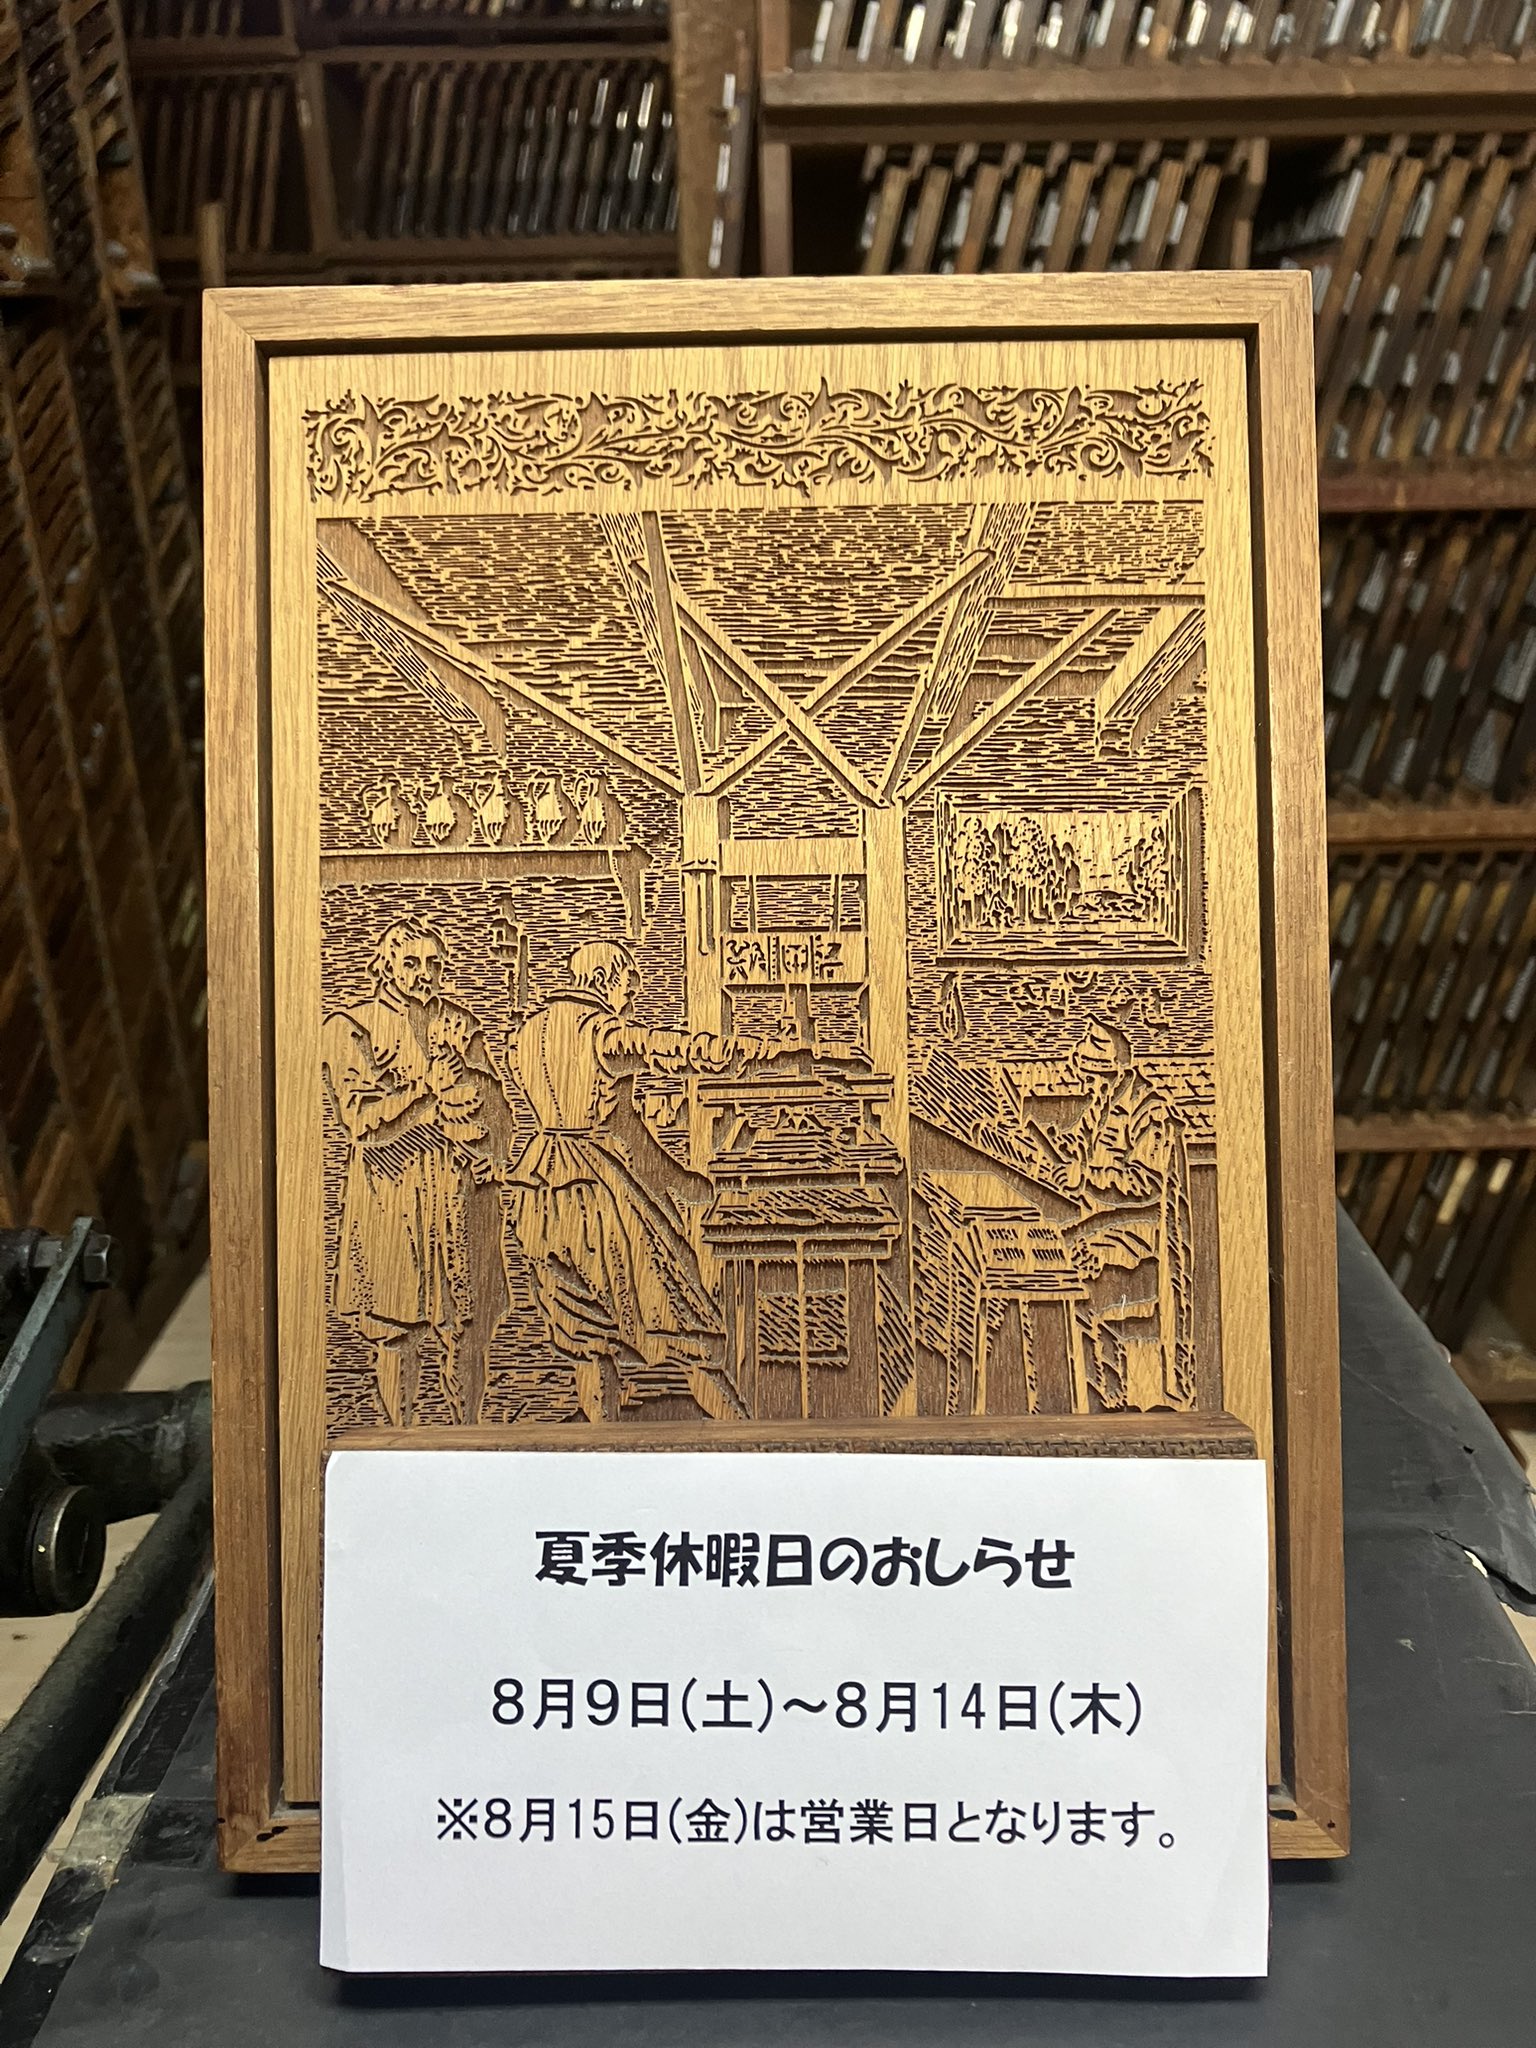 夏季休暇日のおしらせ
8月9日(土)～8月14日(木)
※8月15日(金)は営業日となります。